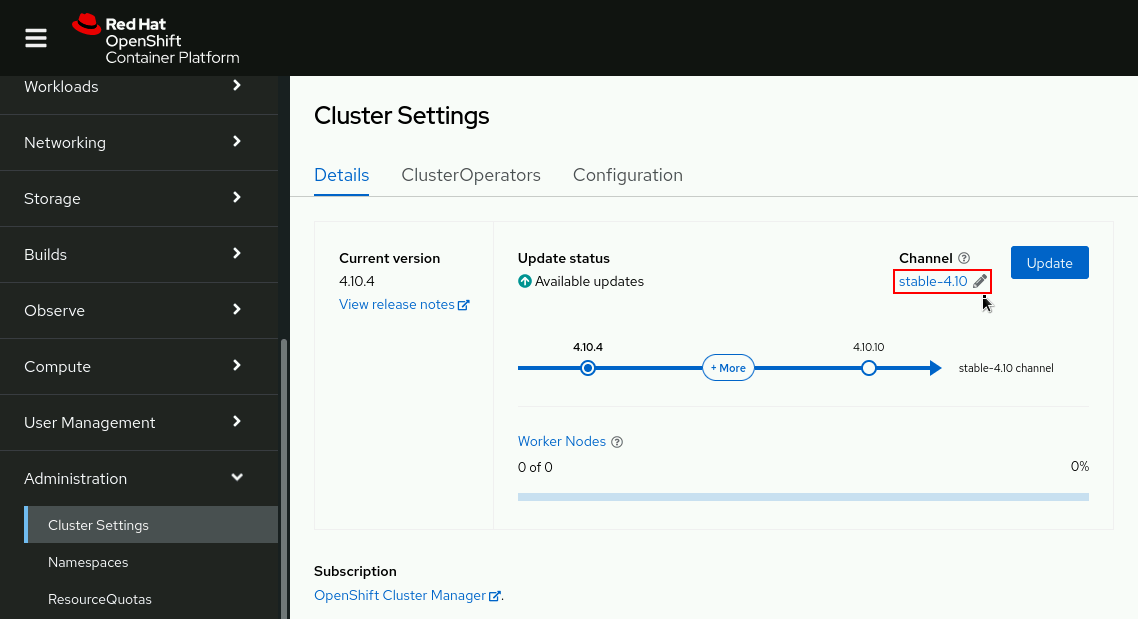 Red Hat
OpenShift
Container Platform
Workloads
Networking
Storage
Builds
Observe
Compute
User Management
Administration
Cluster Settings
Namespaces
ResourceQuotas
Cluster Settings
Details ClusterOperators Configuration
Current version
4.10.4
View release notes
Update status
Available updates
Channel
stable-4.10
Update
4.10.4
+ More
4.10.10
stable-4.10 channel
Worker Nodes
0 of 0
0%
Subscription
OpenShift Cluster Manager .